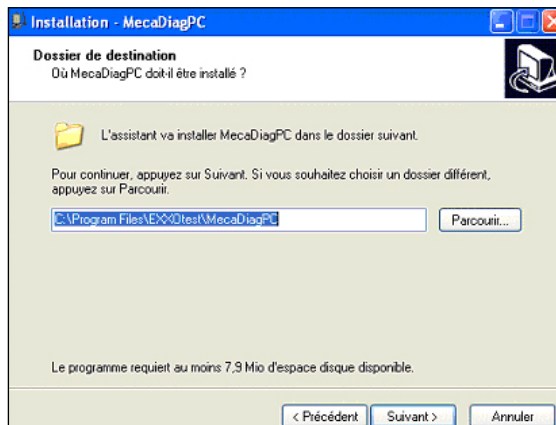 Installation - MecaDiagPC
Dossier de destination
Où MecaDiagPC doit-il être installé ?
L'assistant va installer MecaDiagPC dans le dossier suivant.
Pour continuer, appuyez sur Suivant. Si vous souhaitez choisir un dossier différent,
appuyez sur Parcourir.
C:\Program Files\EXXOtest\MecaDiagPC
Parcourir...
Le programme requiert au moins 7,9 Mio d'espace disque disponible.
< Précédent
Suivant >
Annuler